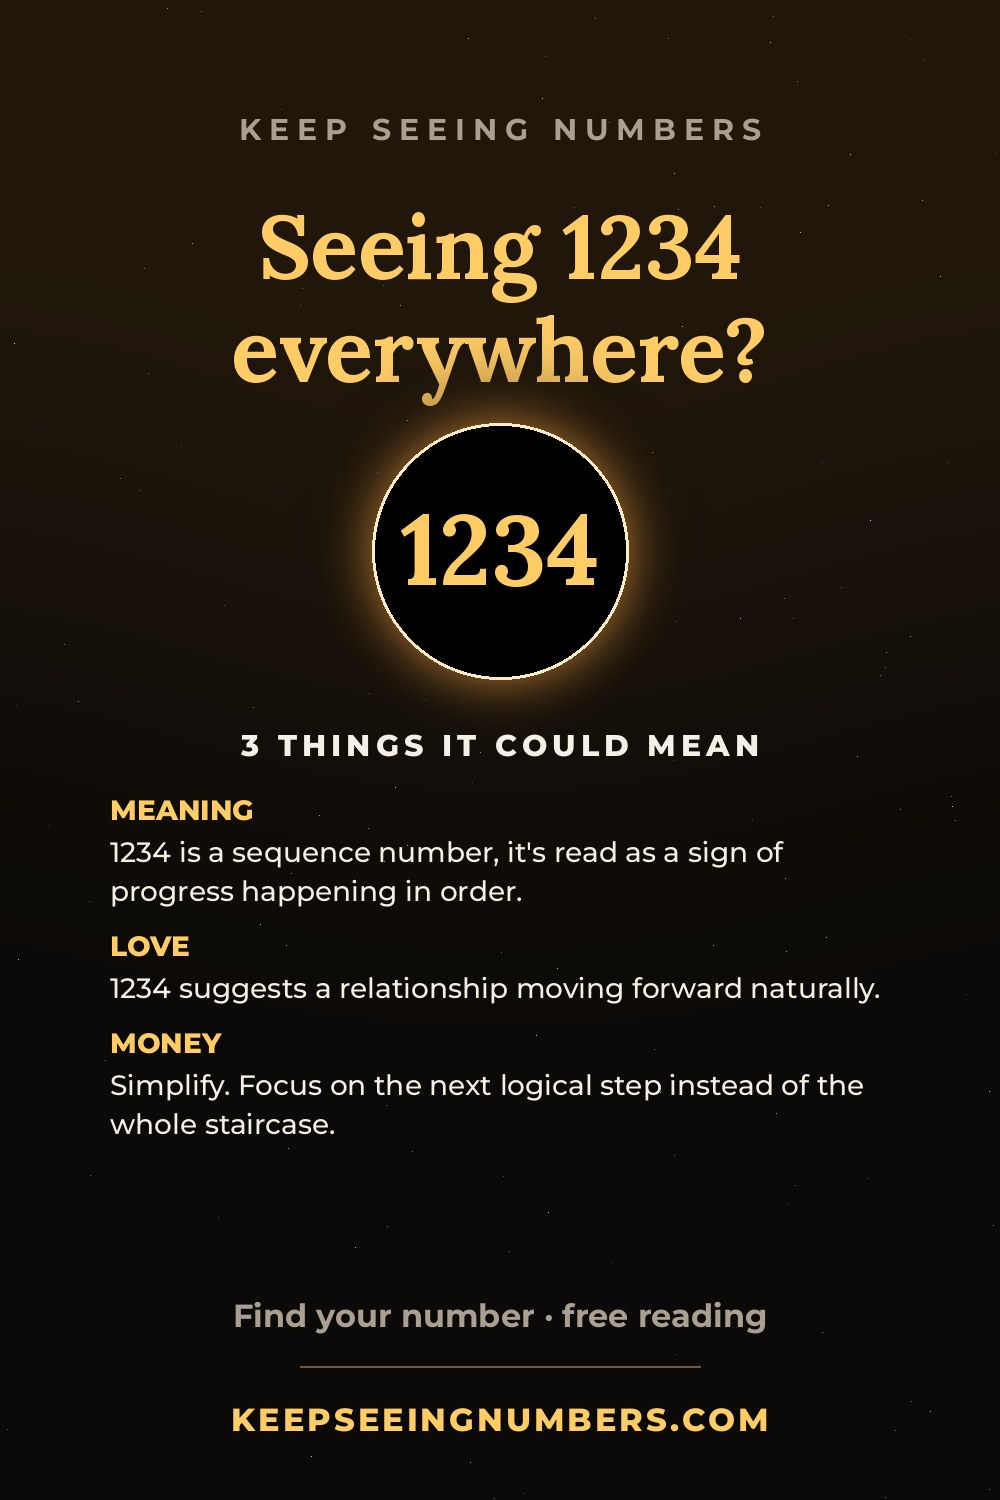 KEEP SEEING NUMBERS
Seeing 1234
everywhere?
1234
3 THINGS IT COULD MEAN
MEANING
1234 is a sequence number, it's read as a sign of
progress happening in order.
LOVE
1234 suggests a relationship moving forward naturally.
MONEY
Simplify. Focus on the next logical step instead of the
whole staircase.
Find your number · free reading
KEEPSEEINGNUMBERS.COM